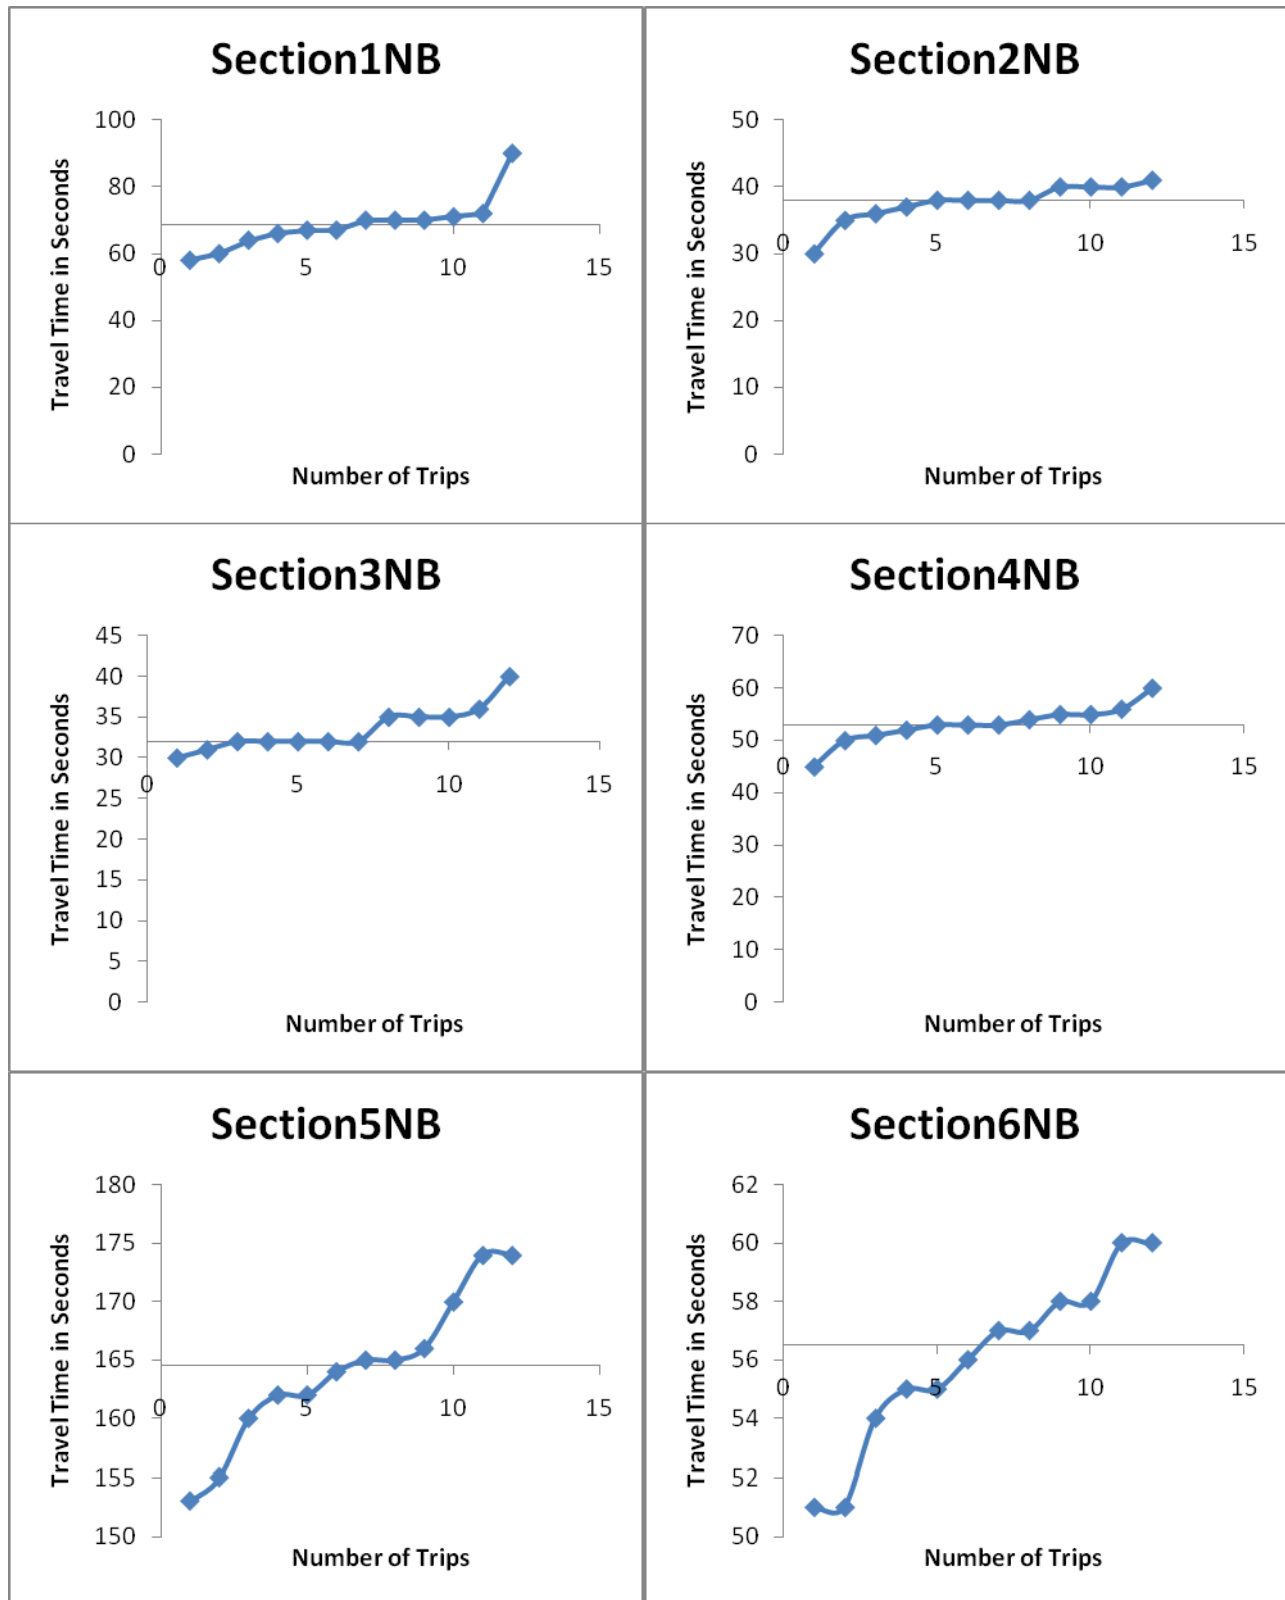 Section1NB
Travel Time in Seconds
100
80
60
40
20
0
0 5 10 15
Number of Trips
Section2NB
Travel Time in Seconds
50
40
30
20
10
0
0 5 10 15
Number of Trips
Section3NB
Travel Time in Seconds
45
40
35
30
25
20
15
10
5
0
0 5 10 15
Number of Trips
Section4NB
Travel Time in Seconds
70
60
50
40
30
20
10
0
0 5 10 15
Number of Trips
Section5NB
Travel Time in Seconds
180
175
170
165
160
155
150
0 5 10 15
Number of Trips
Section6NB
Travel Time in Seconds
62
60
58
56
54
52
50
0 5 10 15
Number of Trips